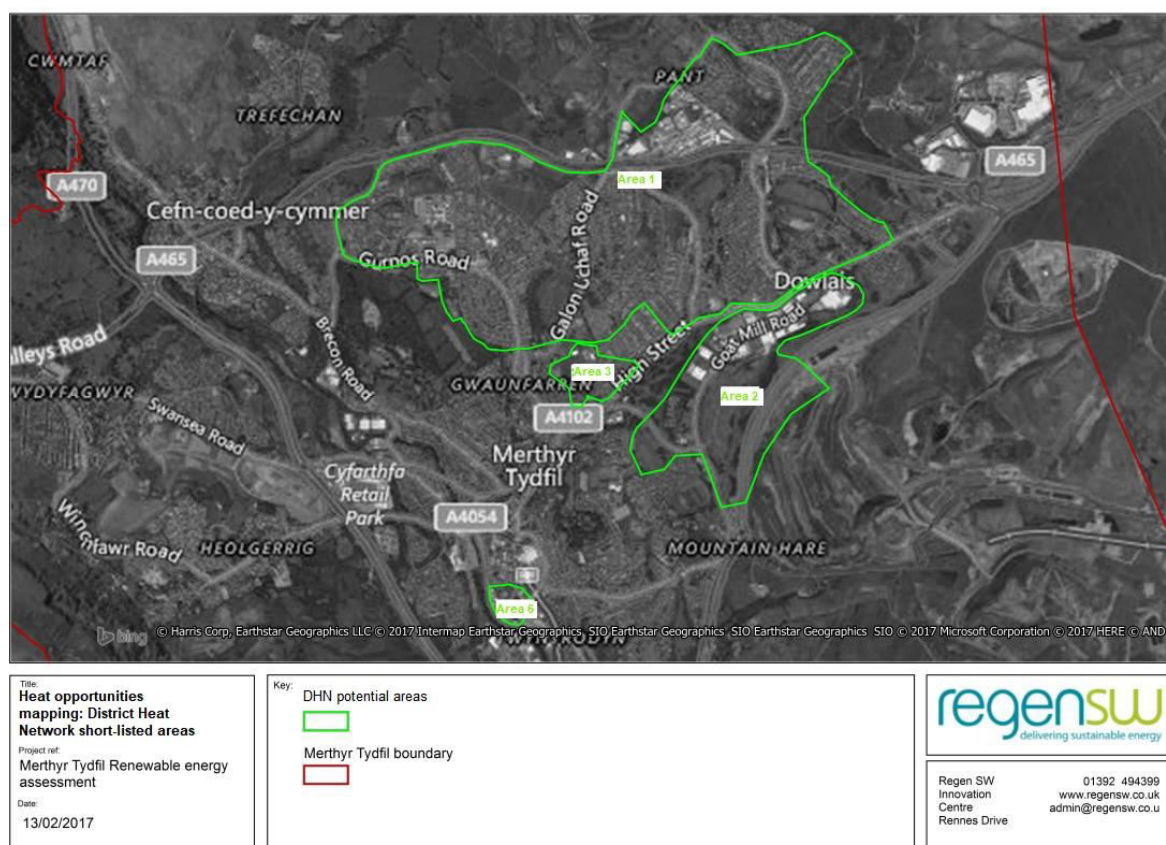 CWMTAF
PANT
TREFECHAN
A465
A470
Area 1
Cefn-coed-y-cymmer
Galon Uchaf Road
A465
Gurnos Road
Dowlais
Goat Mill Road
Brecon Road
High Street
alleys Road
Area 3
GWAUNFARREN
WYDYFAGWYR
Area 2
A4102
Swansea Road
Merthyr
Tydfil
Cyfarthfa
Retail
Park
A4054
fawr Road
HEOLGERRIG
MOUNTAIN HARE
Area 6
bing
© Harris Corp, Earthstar Geographics LLC © 2017 Intermap Earthstar Geographics SIO Earthstar Geographics SIO Earthstar Geographics SIO © 2017 Microsoft Corporation © 2017 HERE © AND
Title:
Heat opportunities
mapping: District Heat
Network short-listed areas
Project ref:
Merthyr Tydfil Renewable energy
assessment
Date:
13/02/2017
Key:
DHN potential areas
Merthyr Tydfil boundary
regensw
delivering sustainable energy
Regen SW 01392 494399
Innovation www.regensw.co.uk
Centre admin@regensw.co.u
Rennes Drive